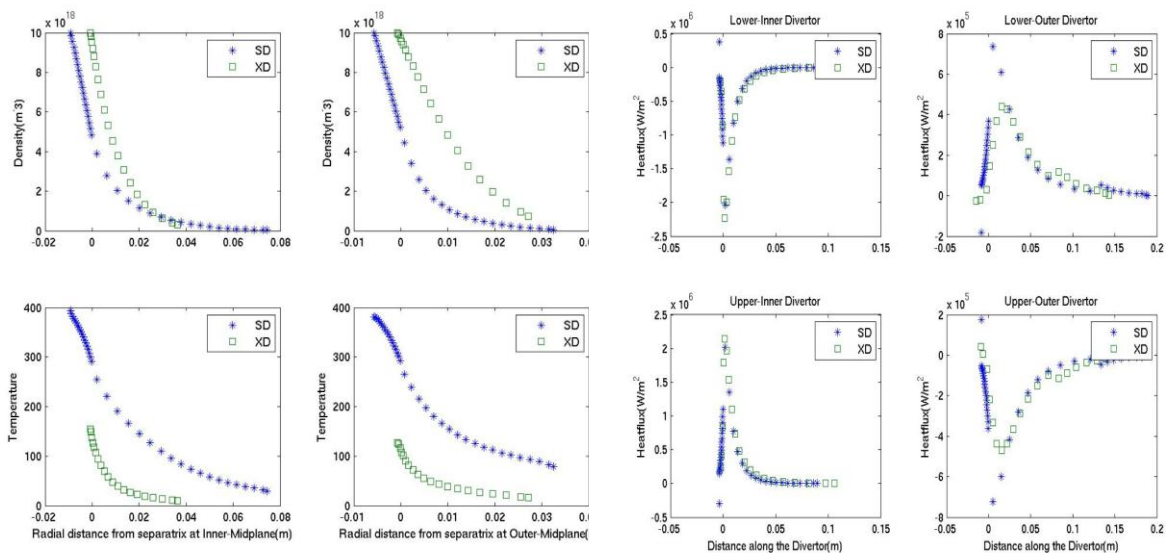 x 10^18
Density(m^3)
10
8
6
4
2
0
-0.02 0 0.02 0.04 0.06 0.08
SD
XD
x 10^18
Density(m^3)
10
8
6
4
2
0
-0.01 0 0.01 0.02 0.03 0.0
SD
XD
x 10^6
Lower-Inner Divertor
Heatflux(W/m^2
0.5
0
-0.5
-1
-1.5
-2
2.5
-0.05 0 0.05 0.1 0.15
SD
XD
x 10^5
Lower-Outer Divertor
Heatflux(W/m^2
8
6
4
2
0
-2
-0.05 0 0.05 0.1 0.15 0.2
SD
XD
Temperature
400
300
200
100
0
-0.02 0 0.02 0.04 0.06 0.08
Radial distance from separatrix at Inner-Midplane(m)
SD
XD
Temperature
400
300
200
100
0
-0.01 0 0.01 0.02 0.03 0.0
Radial distance from separatrix at Outer-Midplane(
SD
XD
x 10^6
Upper-Inner Divertor
Heatflux(W/m^2
2.5
2
1.5
1
0.5
0
-0.5
-0.05 0 0.05 0.1 0.15
Distance along the Divertor(m)
SD
XD
x 10^5
Upper-Outer Divertor
Heatflux(W/m^2
2
0
-2
-4
-6
-8
-0.05 0 0.05 0.1 0.15 0.2
Distance along the Divertor(m)
SD
XD